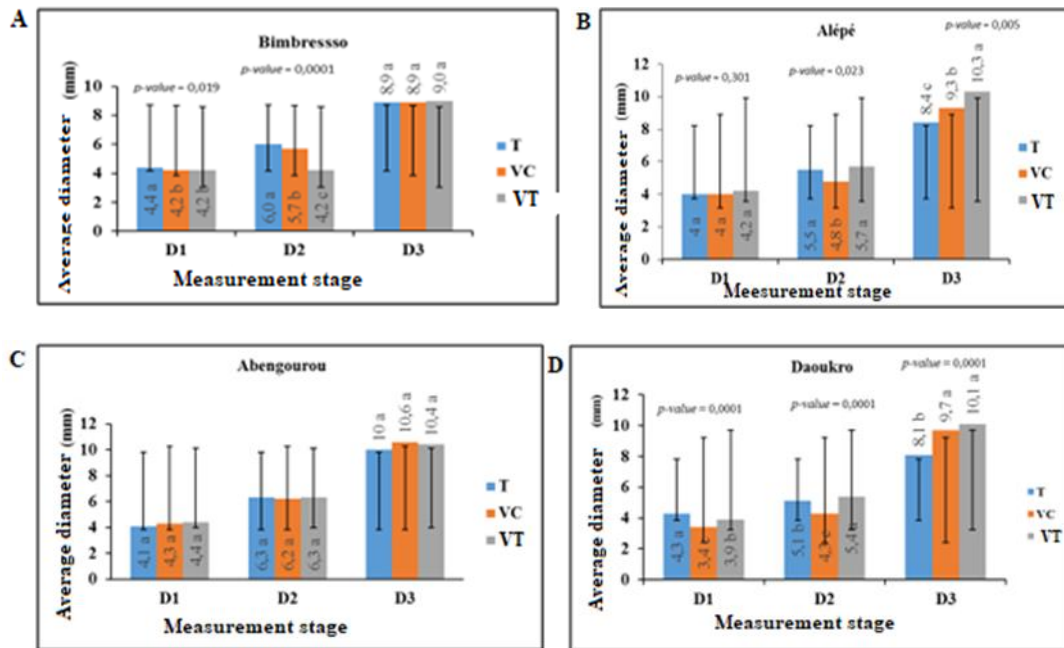 A
Bimbressso
p-value = 0,019
p-value = 0,0001
Average diameter (mm)
10
8
6
4
2
0
4,4 a
4,2 b
4,2 b
6,0 a
5,7 b
4,2 c
8,9 a
8,9 a
9,0 a
D1
D2
D3
Measurement stage
T
VC
VT
B
Alépé
p-value = 0,301
p-value = 0,023
p-value = 0,005
Average diameter (mm)
12
10
8
6
4
2
0
4 a
4 a
4,2 a
5,5 a
4,8 b
5,7 a
8,4 c
9,3 b
10,3 a
D1
D2
D3
Meesurement stage
T
VC
VT
C
Abengourou
Average diameter (mm)
12
10
8
6
4
2
0
4,1 a
4,3 a
4,4 a
6,3 a
6,2 a
6,3 a
10 a
10,6 a
10,4 a
D1
D2
D3
Measurement stage
T
VC
VT
D
Daoukro
p-value = 0,0001
p-value = 0,0001
p-value = 0,0001
Average diameter (mm)
12
10
8
6
4
2
0
4,3 a
3,4 c
3,9 b
5,1 b
4,3 c
5,4 a
8,1 b
9,7 a
10,1 a
D1
D2
D3
Measurement stage
T
VC
VT